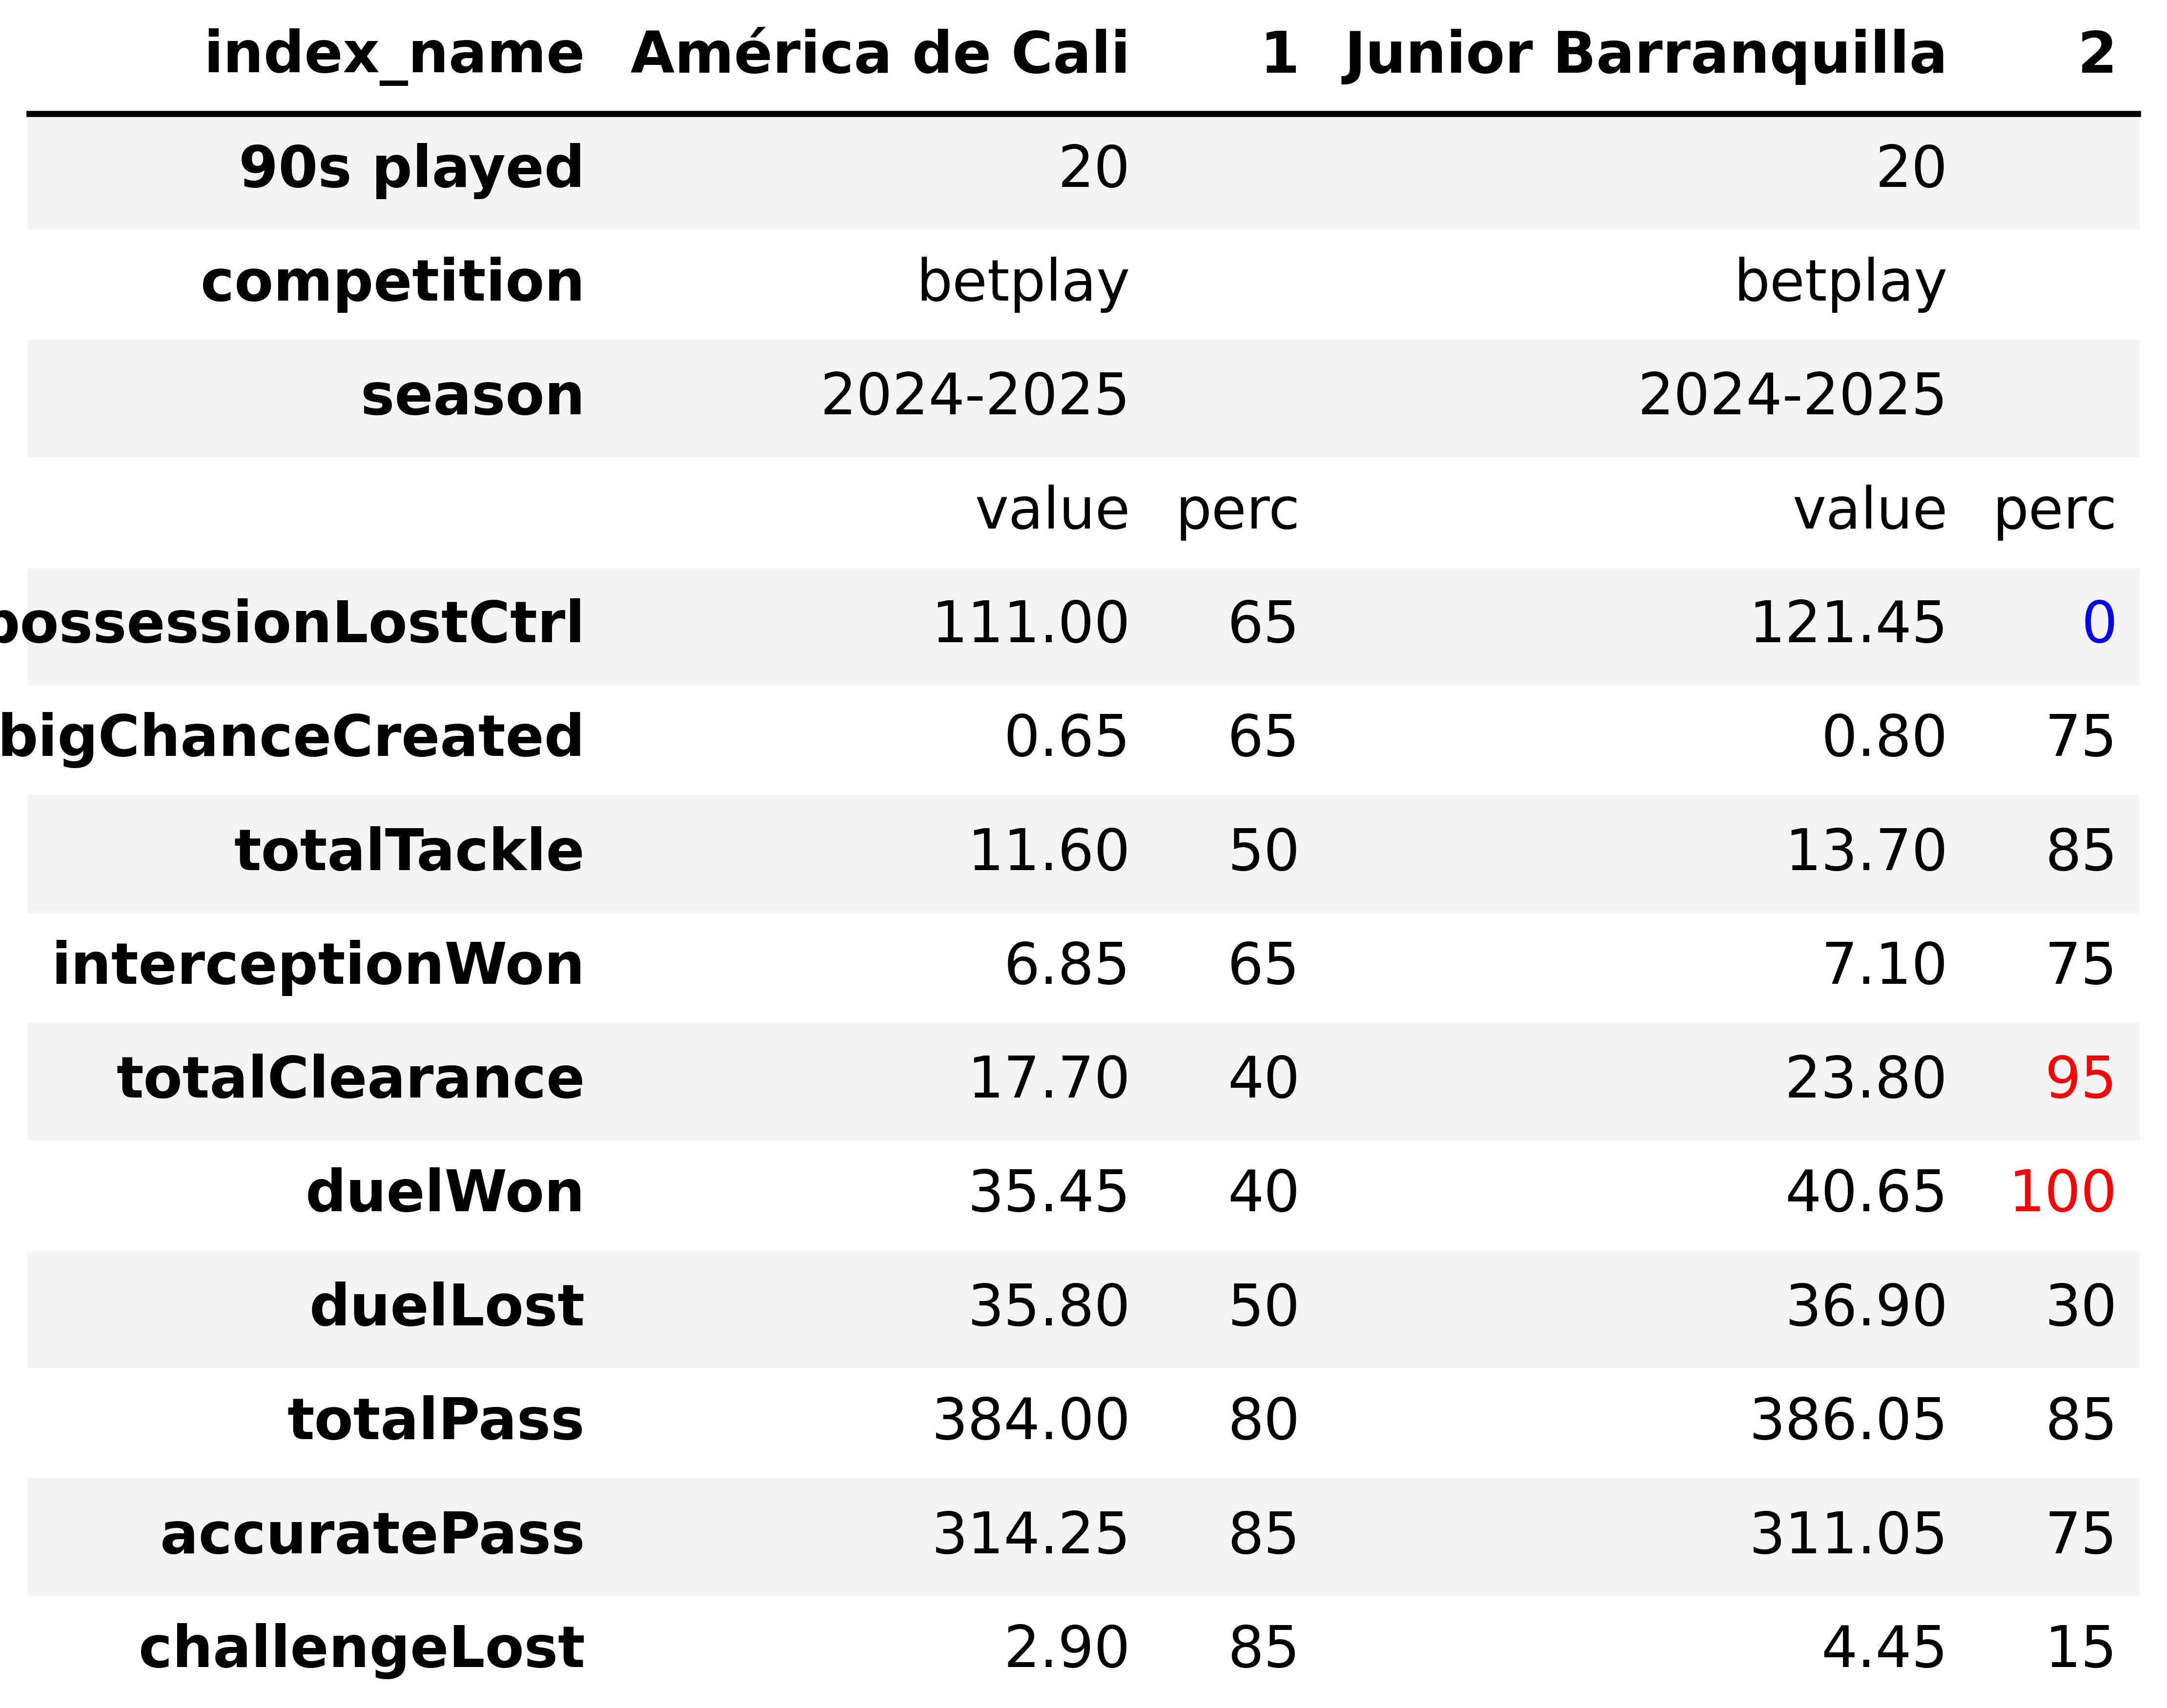 index_name América de Cali 1 Junior Barranquilla 2
90s played 20 20
competition betplay betplay
season 2024-2025 2024-2025
value perc value perc
possessionLostCtrl 111.00 65 121.45 0
bigChanceCreated 0.65 65 0.80 75
totalTackle 11.60 50 13.70 85
interceptionWon 6.85 65 7.10 75
totalClearance 17.70 40 23.80 95
duelWon 35.45 40 40.65 100
duelLost 35.80 50 36.90 30
totalPass 384.00 80 386.05 85
accuratePass 314.25 85 311.05 75
challengeLost 2.90 85 4.45 15